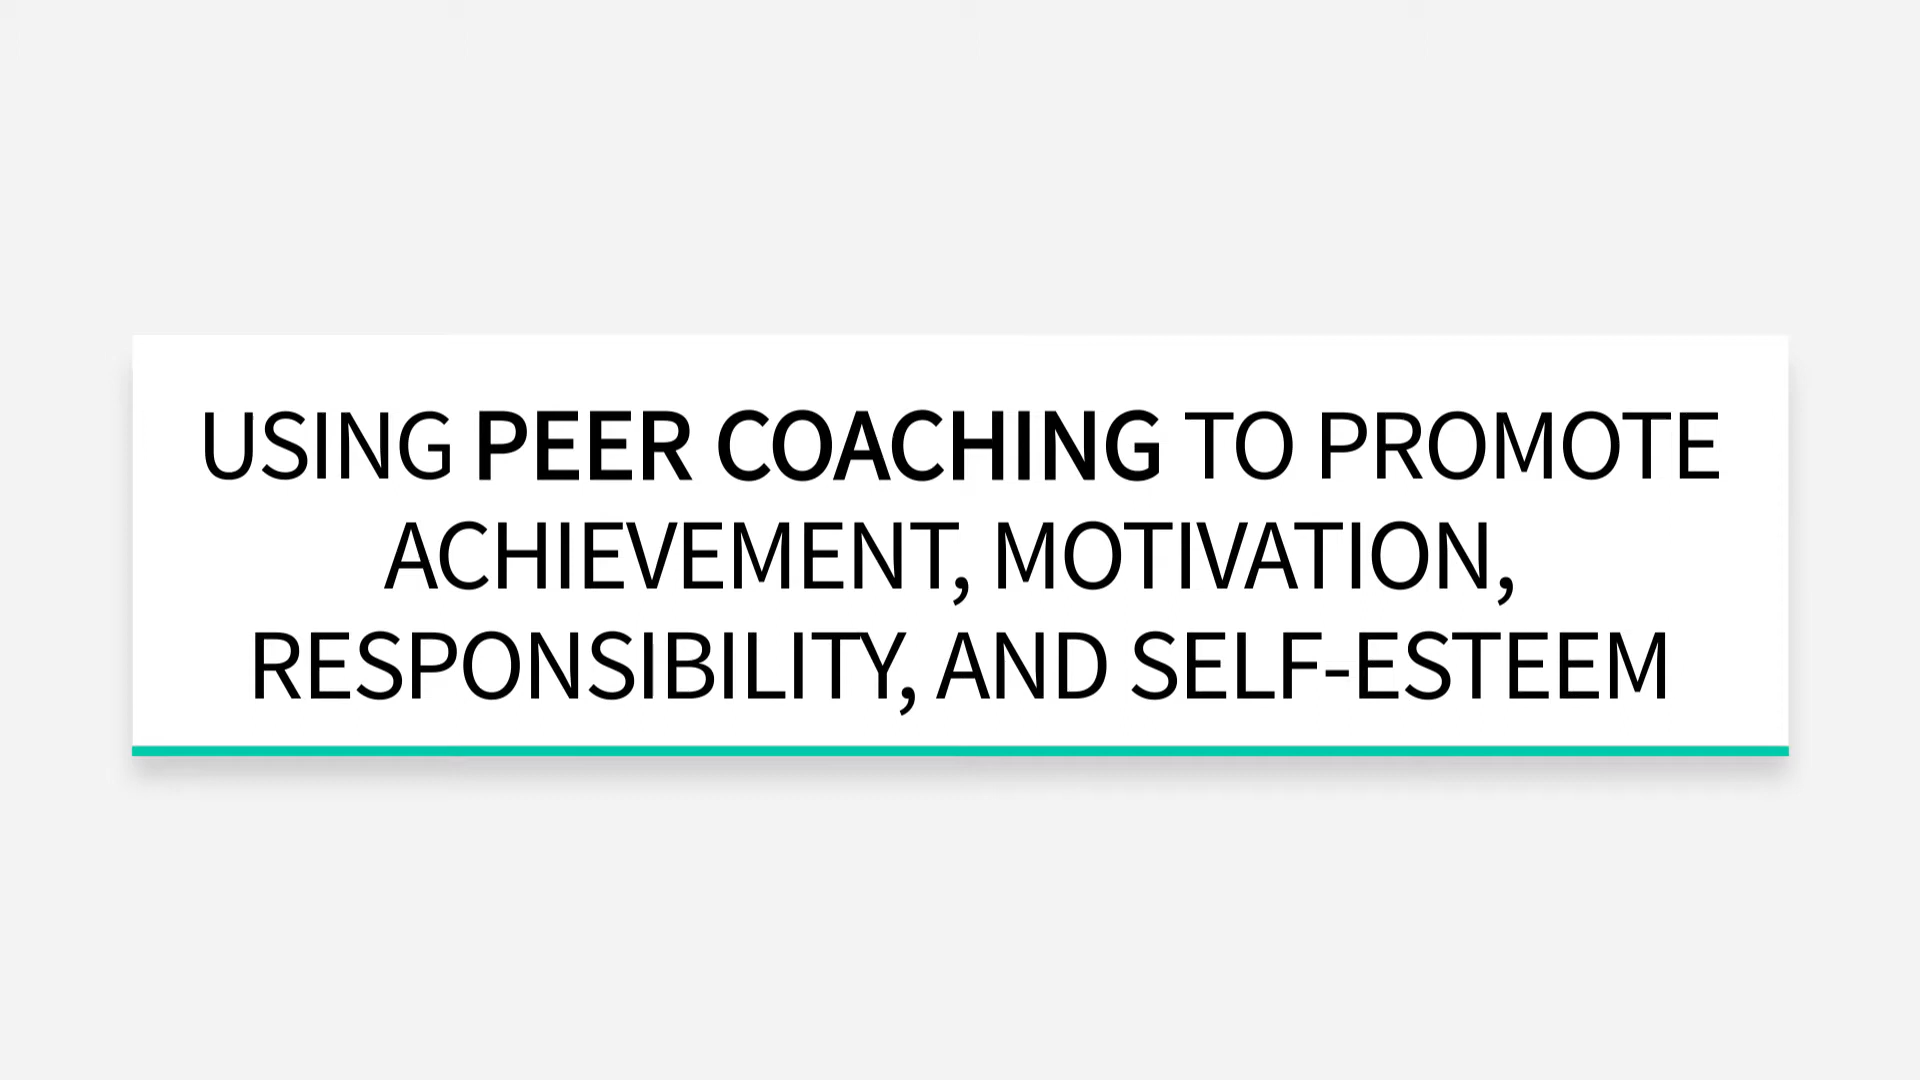 USING PEER COACHING TO PROMOTE
ACHIEVEMENT, MOTIVATION,
RESPONSIBILITY, AND SELF-ESTEEM